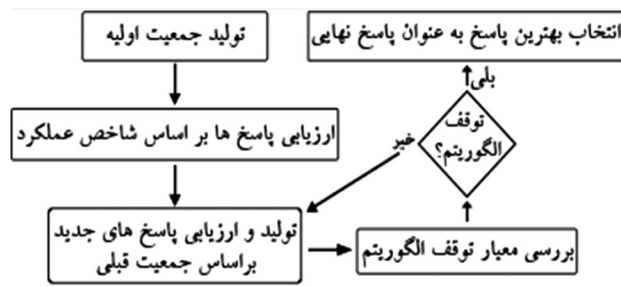 تولید جمعیت اولیه
ارزیابی پاسخ ها بر اساس شاخص عملکرد
تولید و ارزیابی پاسخ های جدید
براساس جمعیت قبلی
بررسی معیار توقف الگوریتم
توقف
الگوریتم؟
خیر
بلی
انتخاب بهترین پاسخ به عنوان پاسخ نهایی